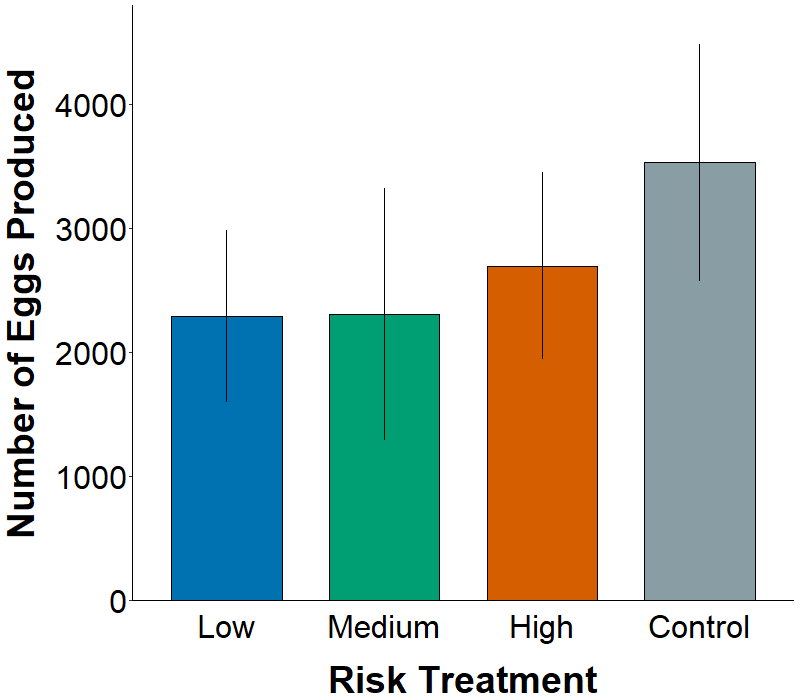 Number of Eggs Produced
4000
3000
2000
1000
0
Low Medium High Control
Risk Treatment